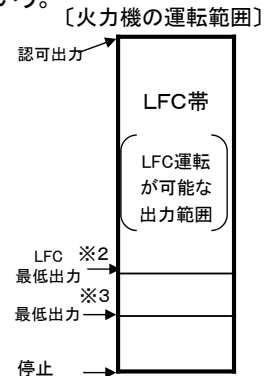 う。
〔火力機の運転範囲〕
認可出力
LFC帯
LFC運転
が可能な
出力範囲
LFC ※2
最低出力
※3
最低出力
停止